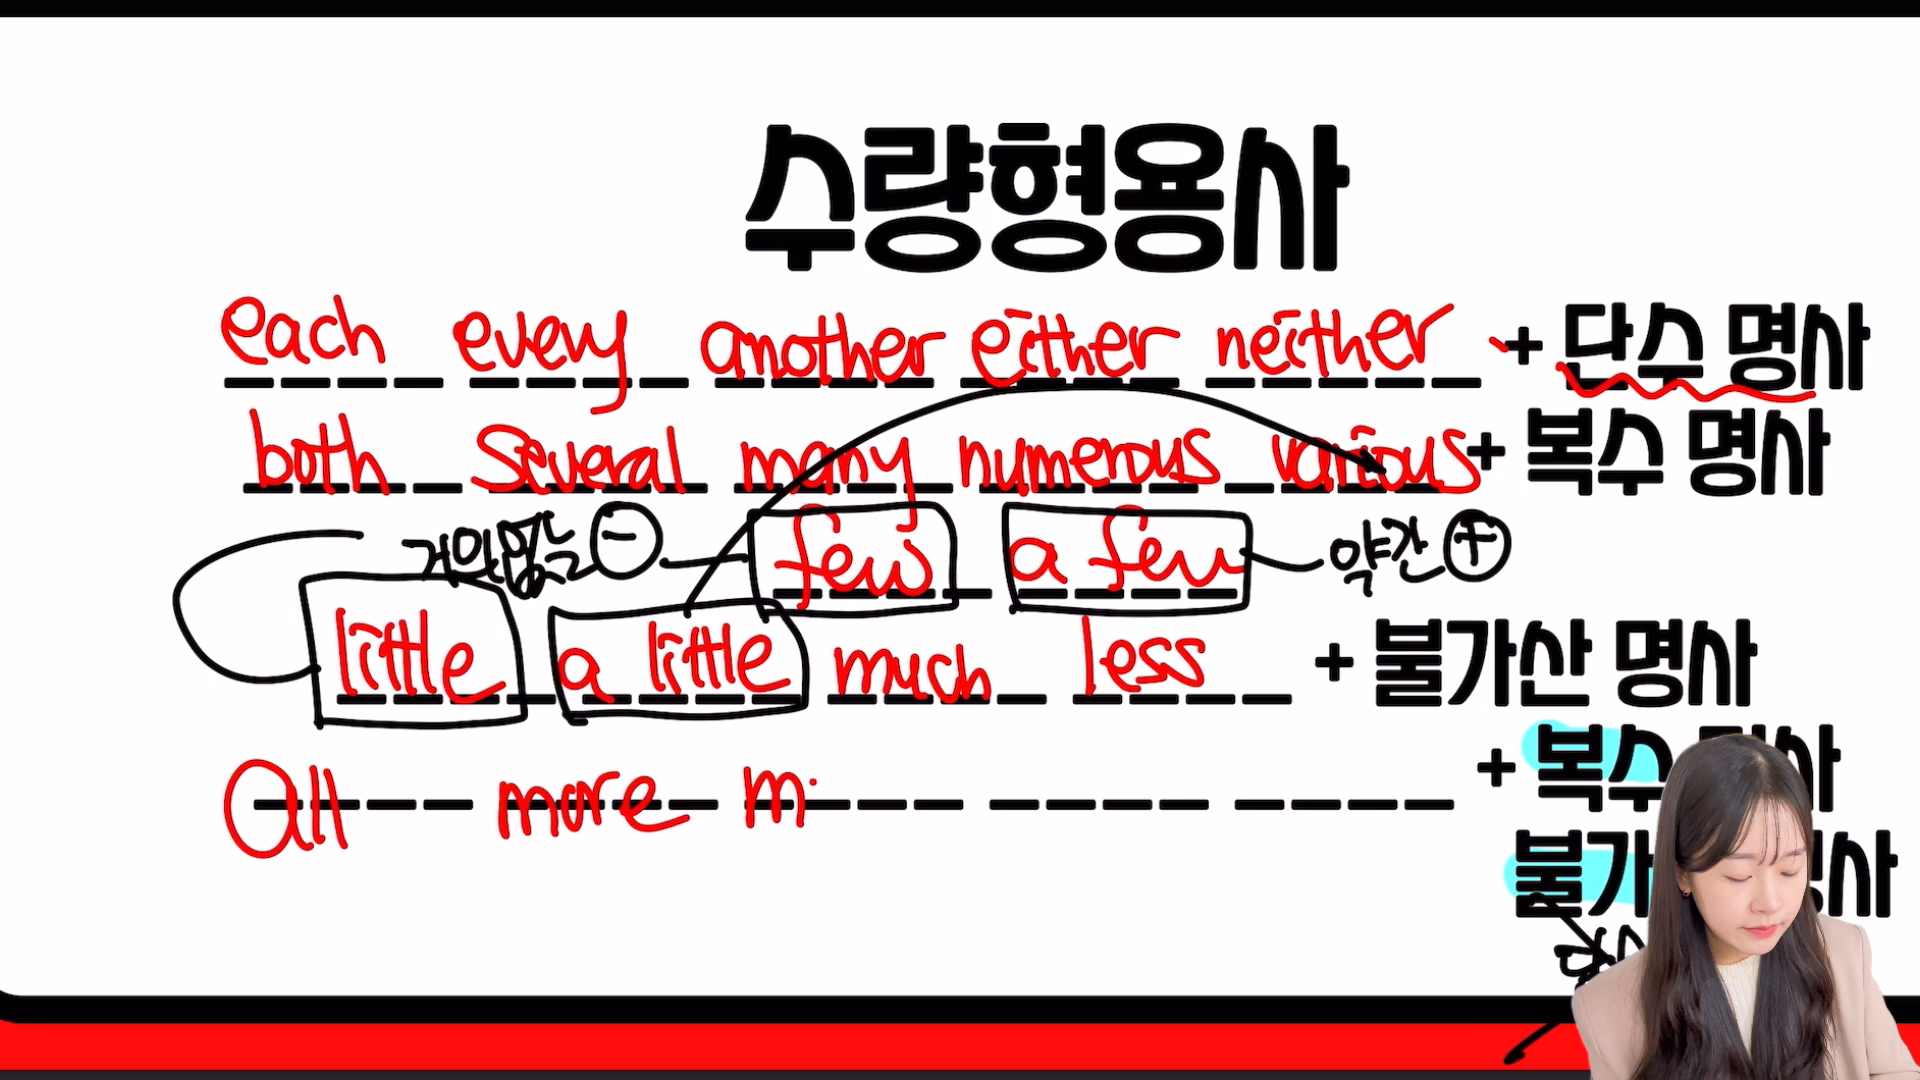 수량형용사
each every another either neither + 단수 명사
both several many numerous various + 복수 명사
거의없는 - few a few 약간 +
little a little much less + 불가산 명사
all more m + 복수
불가